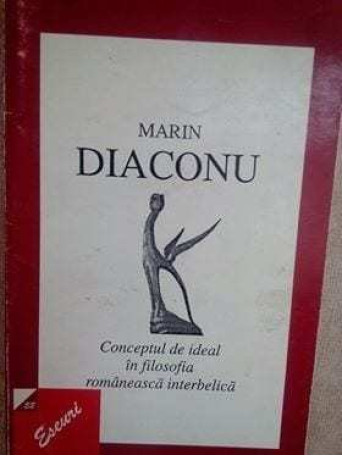 MARIN
DIACONU
Conceptul de ideal
în filosofia
românească interbelică
Eseuri